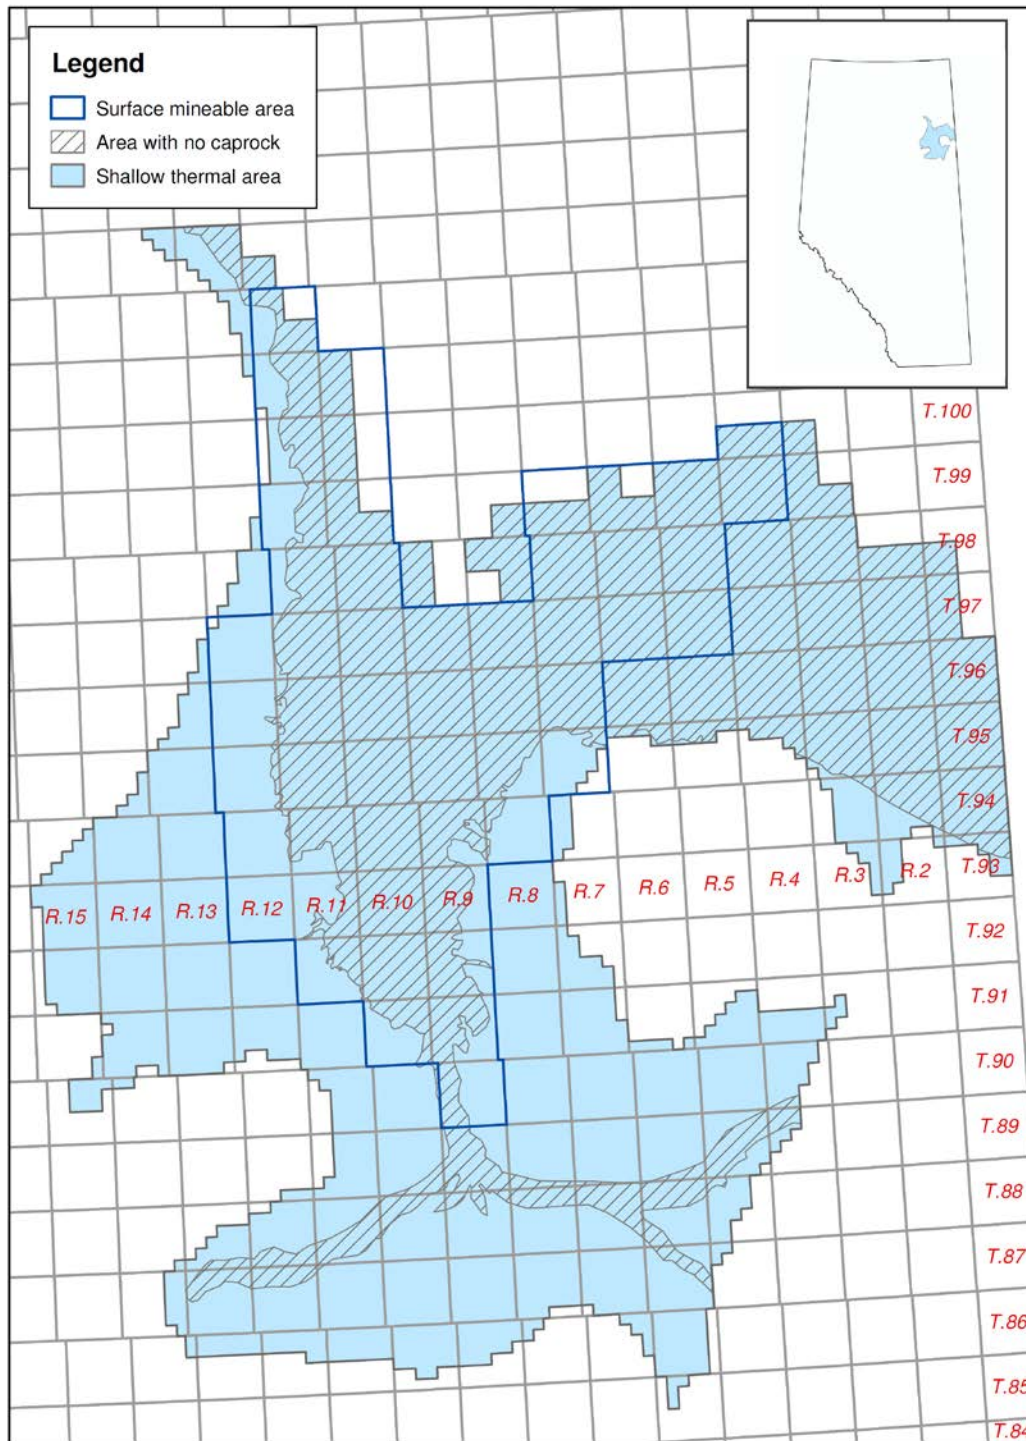 Legend
Surface mineable area
Area with no caprock
Shallow thermal area
T.100
T.99
T.98
T.97
T.96
T.95
T.94
T.93
R.15 R.14 R.13 R.12 R.11 R.10 R.9 R.8 R.7 R.6 R.5 R.4 R.3 R.2
T.92
T.91
T.90
T.89
T.88
T.87
T.86
T.85
T.84